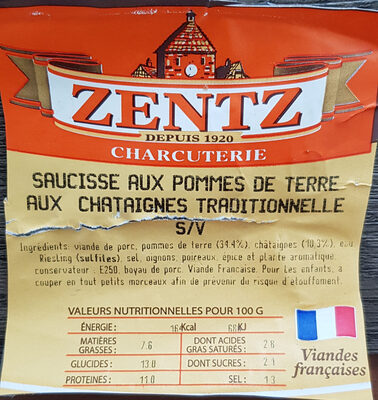 ZENTZ
DEPUIS 1920
CHARCUTERIE
SAUCISSE AUX POMMES DE TERRE
AUX CHATAIGNES TRADITIONNELLE
S/V
Ingrédients: viande de porc, pommes de terre (34.4%), châtaignes (10.3%), eau
Riesling (sulfites), sel, oignons, poireaux, épice et plante aromatique,
conservateur : E250, boyau de porc. Viande Francaise. Pour les enfants, a
couper en tout petits morceaux afin de prévenir du risque d'étouffement.
VALEURS NUTRITIONNELLES POUR 100 G
ÉNERGIE : Kcal KJ
MATIÈRES GRASSES : 7.6 DONT ACIDES GRAS SATURÉS : 2.8
GLUCIDES : 13.0 DONT SUCRES : 2.1
PROTEINES : 11.0 SEL : 1.3
Viandes
françaises